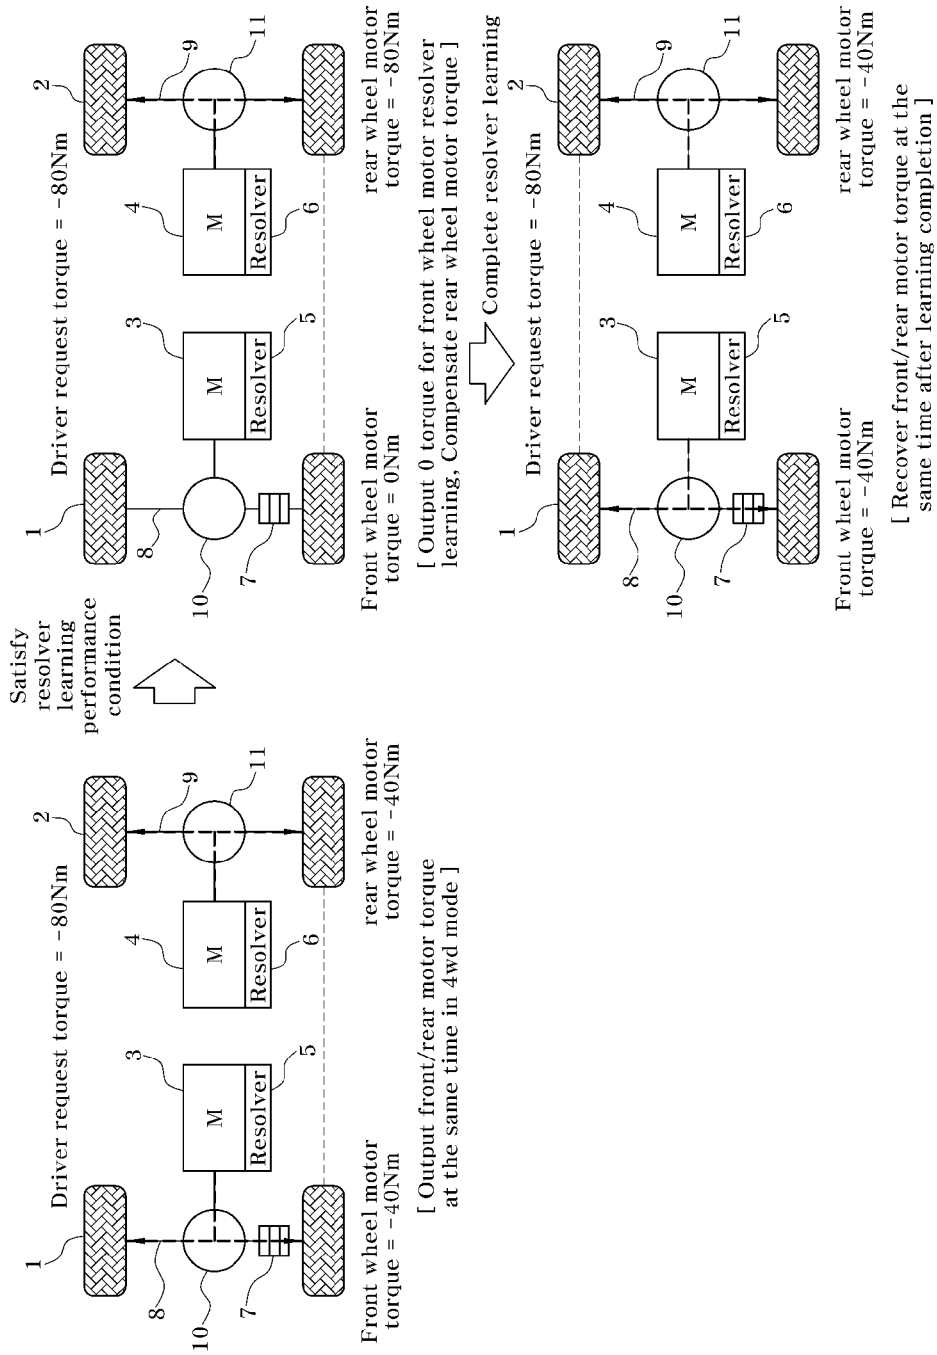 Driver request torque = -80Nm
1
2
3
4
8
9
M
M
Resolver
Resolver
10
7
5
6
11
Front wheel motor
torque = -40Nm
rear wheel motor
torque = -40Nm
[ Output front/rear motor torque
at the same time in 4wd mode ]
Satisfy
resolver
learning
performance
condition
Driver request torque = -80Nm
1
2
3
4
8
9
M
M
Resolver
Resolver
10
7
5
6
11
Front wheel motor
torque = 0Nm
rear wheel motor
torque = -80Nm
[ Output 0 torque for front wheel motor resolver
learning, Compensate rear wheel motor torque ]
Complete resolver learning
Driver request torque = -80Nm
1
2
3
4
8
9
M
M
Resolver
Resolver
10
7
5
6
11
Front wheel motor
torque = -40Nm
rear wheel motor
torque = -40Nm
[ Recover front/rear motor torque at the
same time after learning completion ]